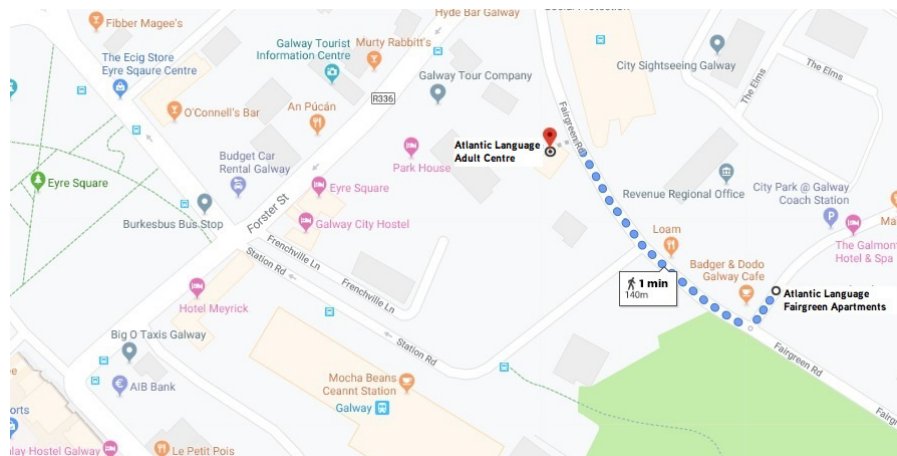 Fibber Magee's
Hyde Bar Galway
The Ecig Store
Eyre Sqaure Centre
Galway Tourist
Information Centre
Murty Rabbitt's
Galway Tour Company
City Sightseeing Galway
The Elms
The Elms
O'Connell's Bar
An Púcán
R336
Fairgreen Rd
Atlantic Language
Adult Centre
Budget Car
Rental Galway
Park House
Eyre Square
Eyre Square
Revenue Regional Office
City Park @ Galway
Coach Station
Burkesbus Bus Stop
Forster St
Galway City Hostel
Loam
The Galmont
Hotel & Spa
Frenchville Ln
Station Rd
Badger & Dodo
Galway Cafe
1 min
140m
Frenchville Ln
Hotel Meyrick
Atlantic Language
Fairgreen Apartments
Big O Taxis Galway
Station Rd
Fairgreen Rd
Mocha Beans
Ceannt Station
AIB Bank
Galway
Le Petit Pois